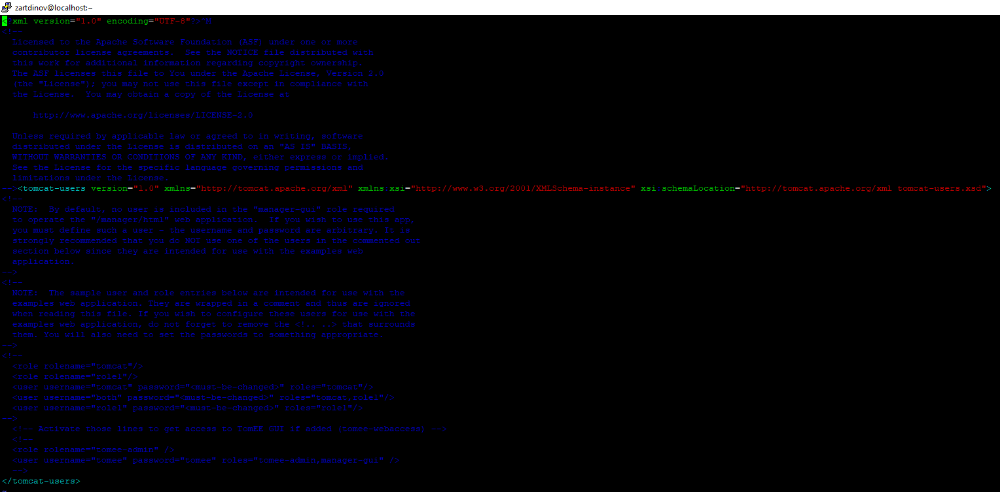 zartdinov@localhost:~
<?xml version="1.0" encoding="UTF-8"?>^M
<!--
  Licensed to the Apache Software Foundation (ASF) under one or more
  contributor license agreements.  See the NOTICE file distributed with
  this work for additional information regarding copyright ownership.
  The ASF licenses this file to You under the Apache License, Version 2.0
  (the "License"); you may not use this file except in compliance with
  the License.  You may obtain a copy of the License at
      http://www.apache.org/licenses/LICENSE-2.0
  Unless required by applicable law or agreed to in writing, software
  distributed under the License is distributed on an "AS IS" BASIS,
  WITHOUT WARRANTIES OR CONDITIONS OF ANY KIND, either express or implied.
  See the License for the specific language governing permissions and
  limitations under the License.
--><tomcat-users version="1.0" xmlns="http://tomcat.apache.org/xml" xmlns:xsi="http://www.w3.org/2001/XMLSchema-instance" xsi:schemaLocation="http://tomcat.apache.org/xml tomcat-users.xsd">
<!--
  NOTE:  By default, no user is included in the "manager-gui" role required
  to operate the "/manager/html" web application.  If you wish to use this app,
  you must define such a user - the username and password are arbitrary. It is
  strongly recommended that you do NOT use one of the users in the commented out
  section below since they are intended for use with the examples web
  application.
-->
<!--
  NOTE:  The sample user and role entries below are intended for use with the
  examples web application. They are wrapped in a comment and thus are ignored
  when reading this file. If you wish to configure these users for use with the
  examples web application, do not forget to remove the <!.. ..> that surrounds
  them. You will also need to set the passwords to something appropriate.
-->
<!--
  <role rolename="tomcat"/>
  <role rolename="role1"/>
  <user username="tomcat" password="<must-be-changed>" roles="tomcat"/>
  <user username="both" password="<must-be-changed>" roles="tomcat,role1"/>
  <user username="role1" password="<must-be-changed>" roles="role1"/>
-->
  <!-- Activate those lines to get access to TomEE GUI if added (tomee-webaccess) -->
  <!--
  <role rolename="tomee-admin" />
  <user username="tomee" password="tomee" roles="tomee-admin,manager-gui" />
  -->
</tomcat-users>
~